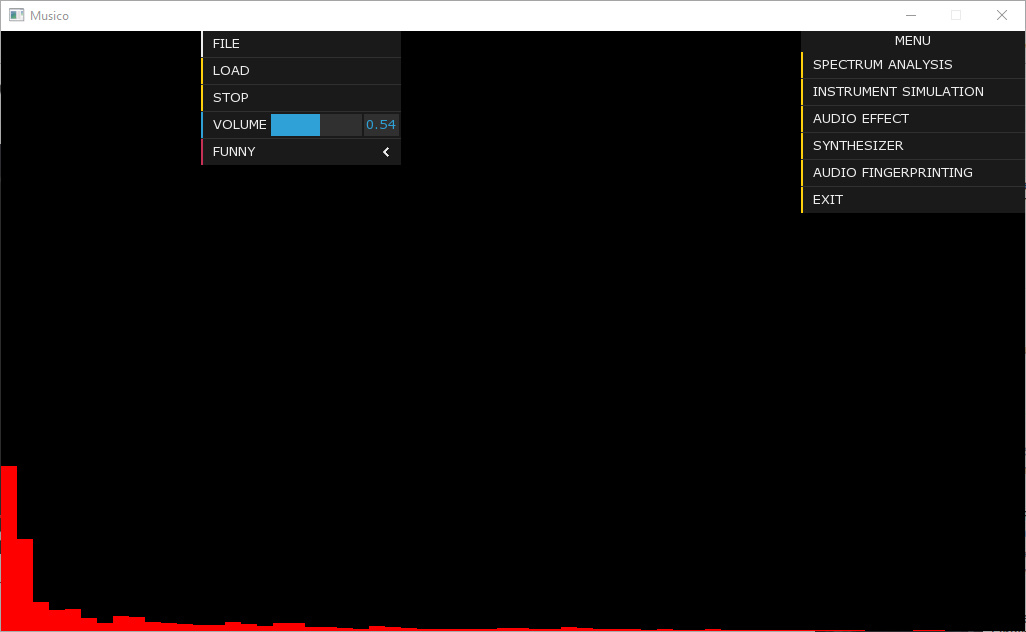 Musico
FILE
LOAD
STOP
VOLUME 0.54
FUNNY
MENU
SPECTRUM ANALYSIS
INSTRUMENT SIMULATION
AUDIO EFFECT
SYNTHESIZER
AUDIO FINGERPRINTING
EXIT